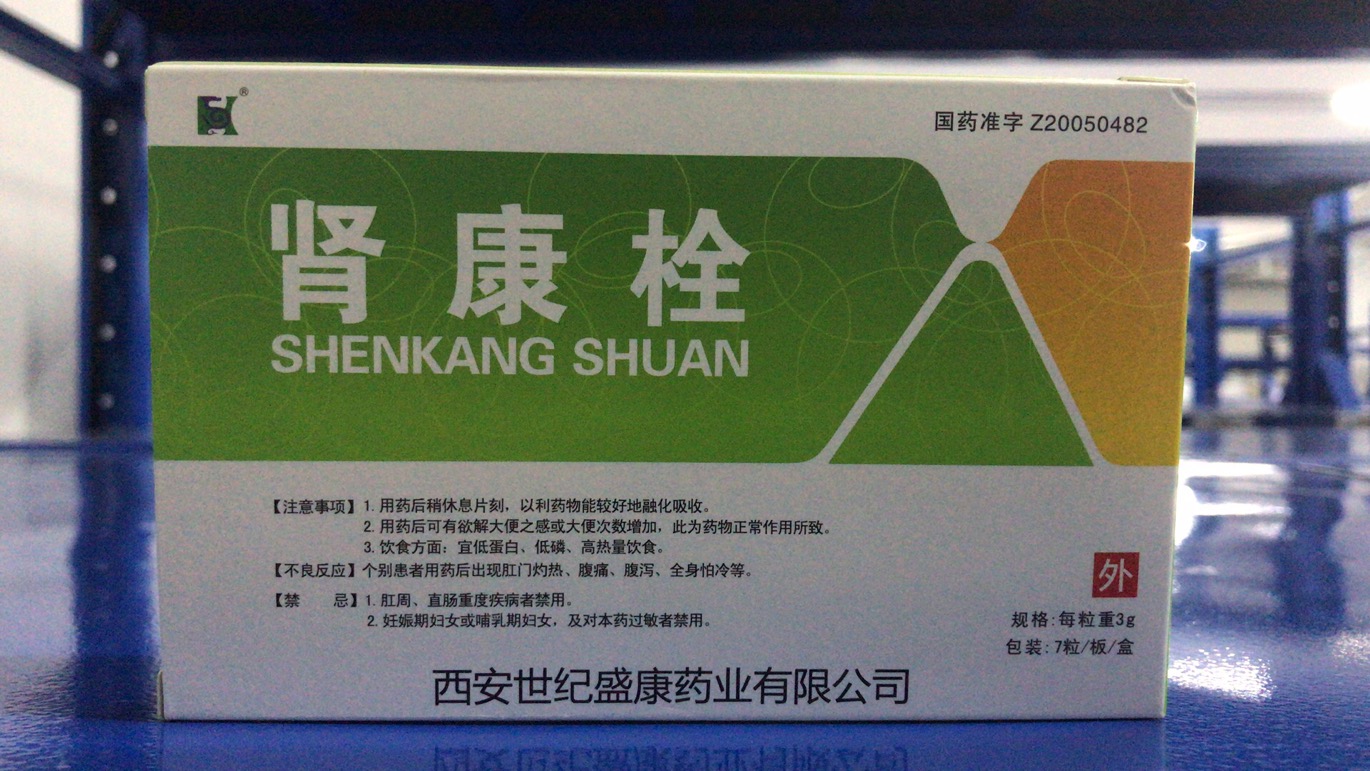 ®
国药准字 Z20050482
肾康栓
SHENKANG SHUAN
【注意事项】1. 用药后稍休息片刻，以利药物能较好地融化吸收。
2. 用药后可有欲解大便之感或大便次数增加，此为药物正常作用所致。
3. 饮食方面：宜低蛋白、低磷、高热量饮食。
【不良反应】个别患者用药后出现肛门灼热、腹痛、腹泻、全身怕冷等。
【禁　　忌】1. 肛周、直肠重度疾病者禁用。
2. 妊娠期妇女或哺乳期妇女，及对本药过敏者禁用。
外
规格：每粒重3g
包装：7粒/板/盒
西安世纪盛康药业有限公司